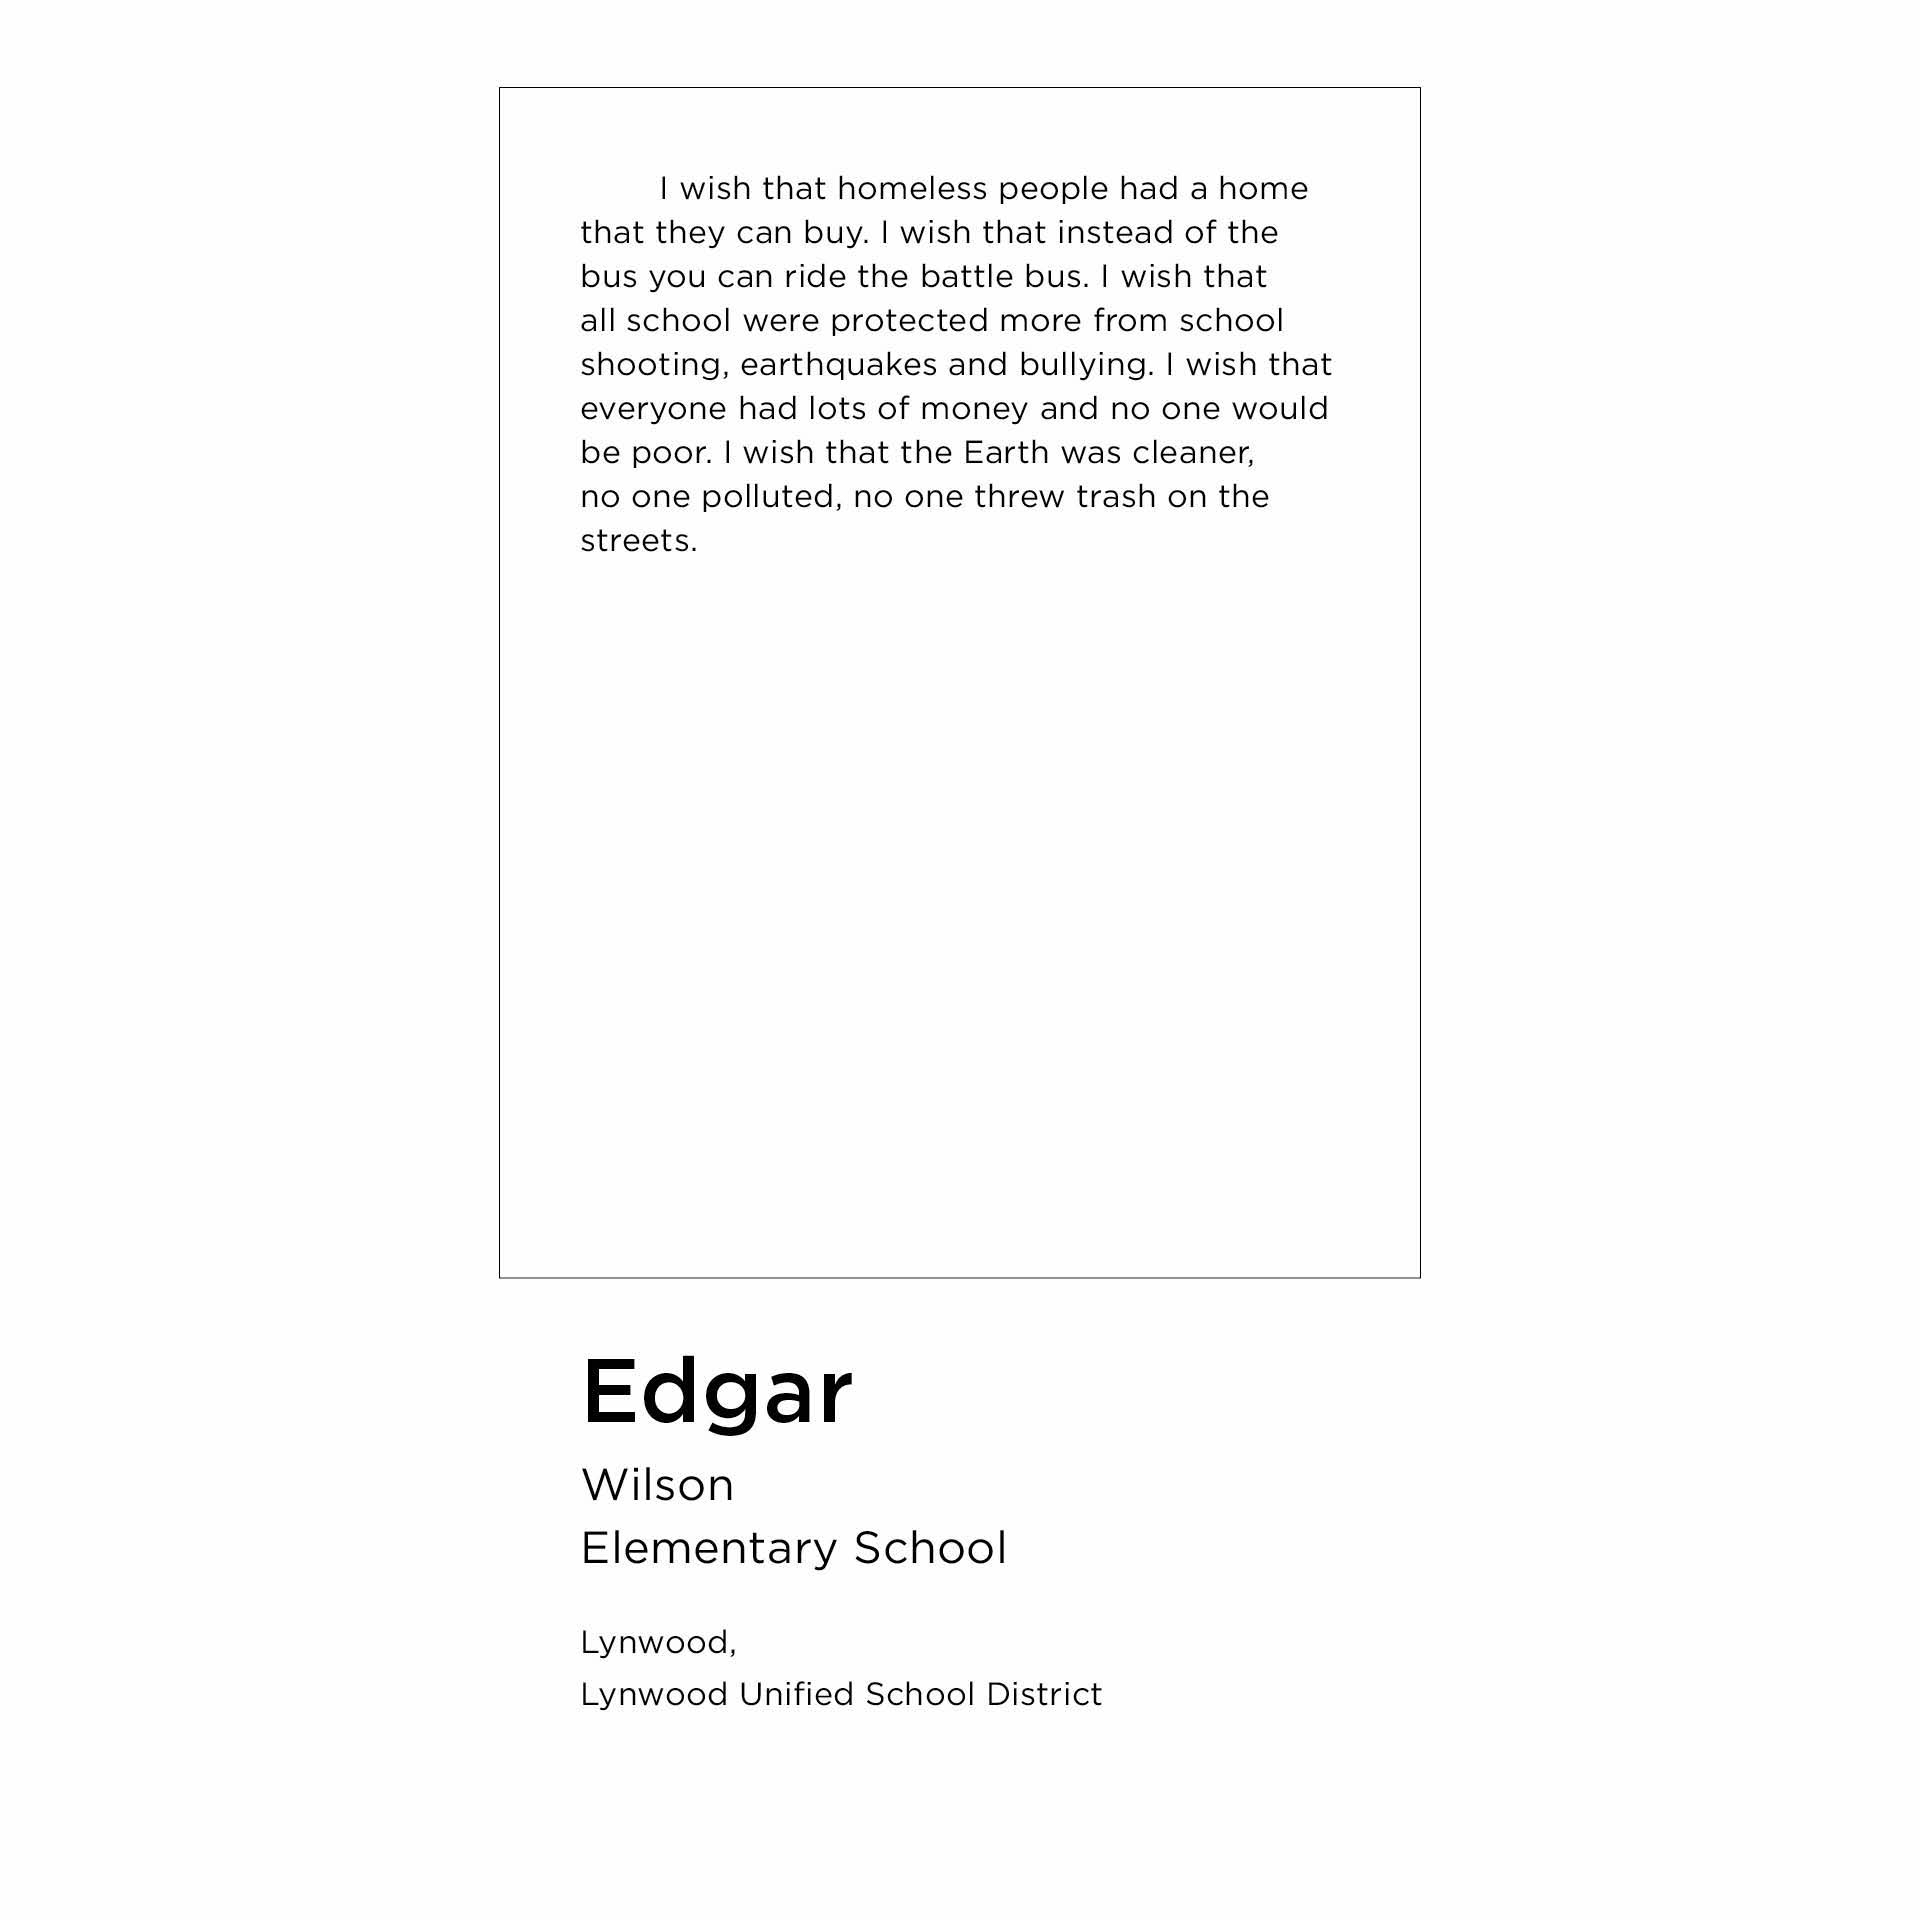 I wish that homeless people had a home
that they can buy. I wish that instead of the
bus you can ride the battle bus. I wish that
all school were protected more from school
shooting, earthquakes and bullying. I wish that
everyone had lots of money and no one would
be poor. I wish that the Earth was cleaner,
no one polluted, no one threw trash on the
streets.
Edgar
Wilson
Elementary School
Lynwood,
Lynwood Unified School District